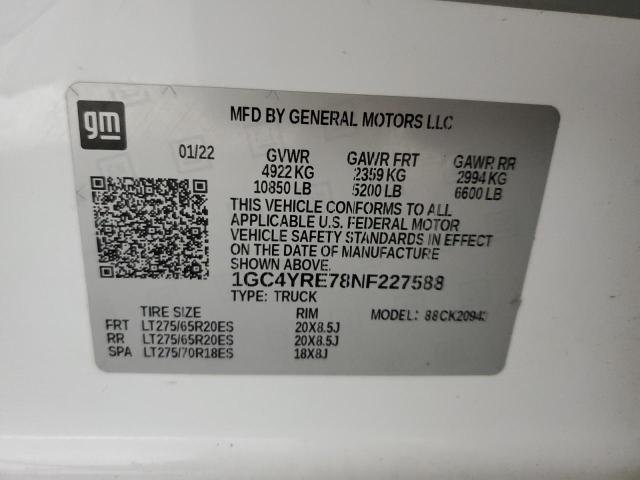 gm
MFD BY GENERAL MOTORS LLC
01/22 GVWR GAWR FRT GAWR RR
4922 KG 2359 KG 2994 KG
10850 LB 5200 LB 6600 LB
THIS VEHICLE CONFORMS TO ALL
APPLICABLE U.S. FEDERAL MOTOR
VEHICLE SAFETY STANDARDS IN EFFECT
ON THE DATE OF MANUFACTURE
SHOWN ABOVE.
1GC4YRE78NF227588
TYPE: TRUCK
TIRE SIZE RIM MODEL: 88CK20943
FRT LT275/65R20ES 20X8.5J
RR LT275/65R20ES 20X8.5J
SPA LT275/70R18ES 18X8J